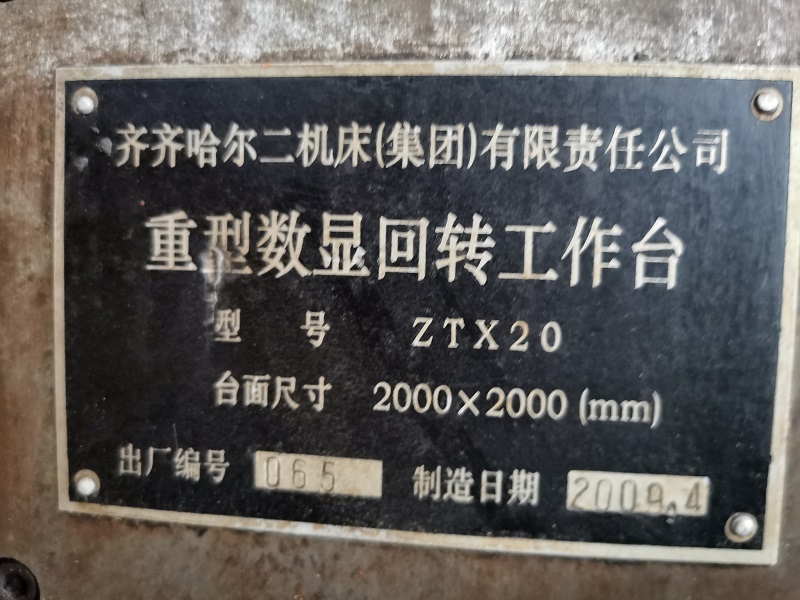 齐齐哈尔二机床(集团)有限责任公司
重型数显回转工作台
型 号 ZTX20
台面尺寸 2000×2000 (mm)
出厂编号 065 制造日期 2009.4